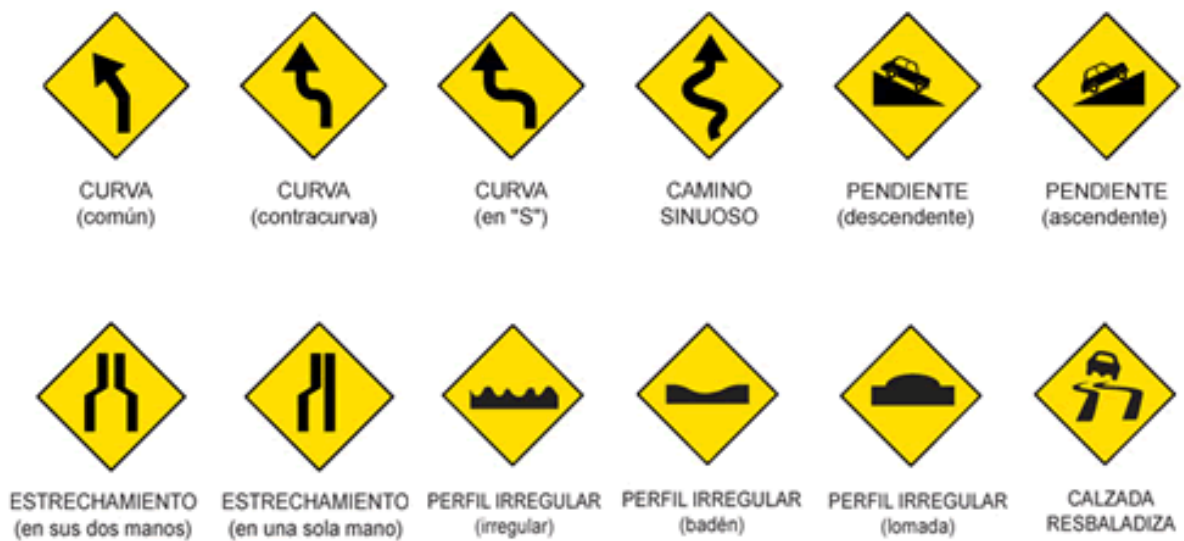 CURVA
(común)
CURVA
(contracurva)
CURVA
(en "S")
CAMINO
SINUOSO
PENDIENTE
(descendente)
PENDIENTE
(ascendente)
ESTRECHAMIENTO
(en sus dos manos)
ESTRECHAMIENTO
(en una sola mano)
PERFIL IRREGULAR
(irregular)
PERFIL IRREGULAR
(badén)
PERFIL IRREGULAR
(lomada)
CALZADA
RESBALADIZA